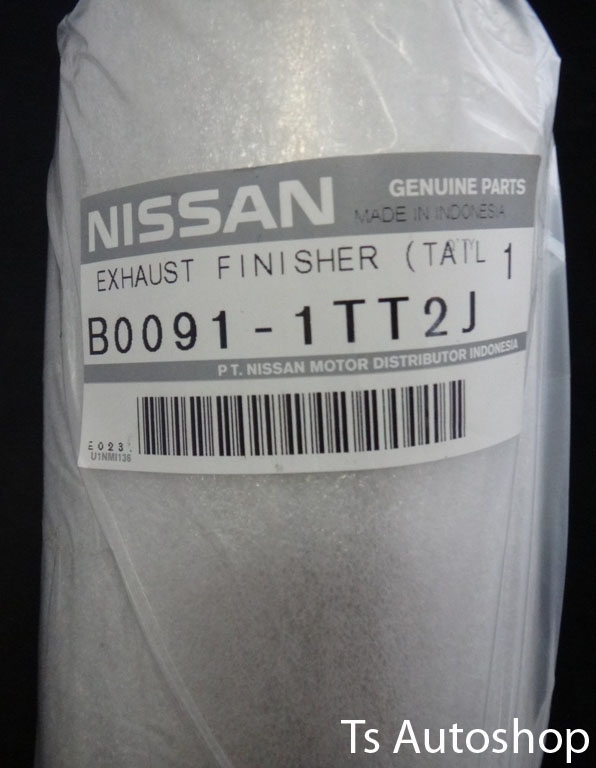 NISSAN GENUINE PARTS
MADE IN INDONESIA
EXHAUST FINISHER (TAIL
Q'TY 1
B0091-1TT2J
PT. NISSAN MOTOR DISTRIBUTOR INDONESIA
E023
U1NMI136
Ts Autoshop